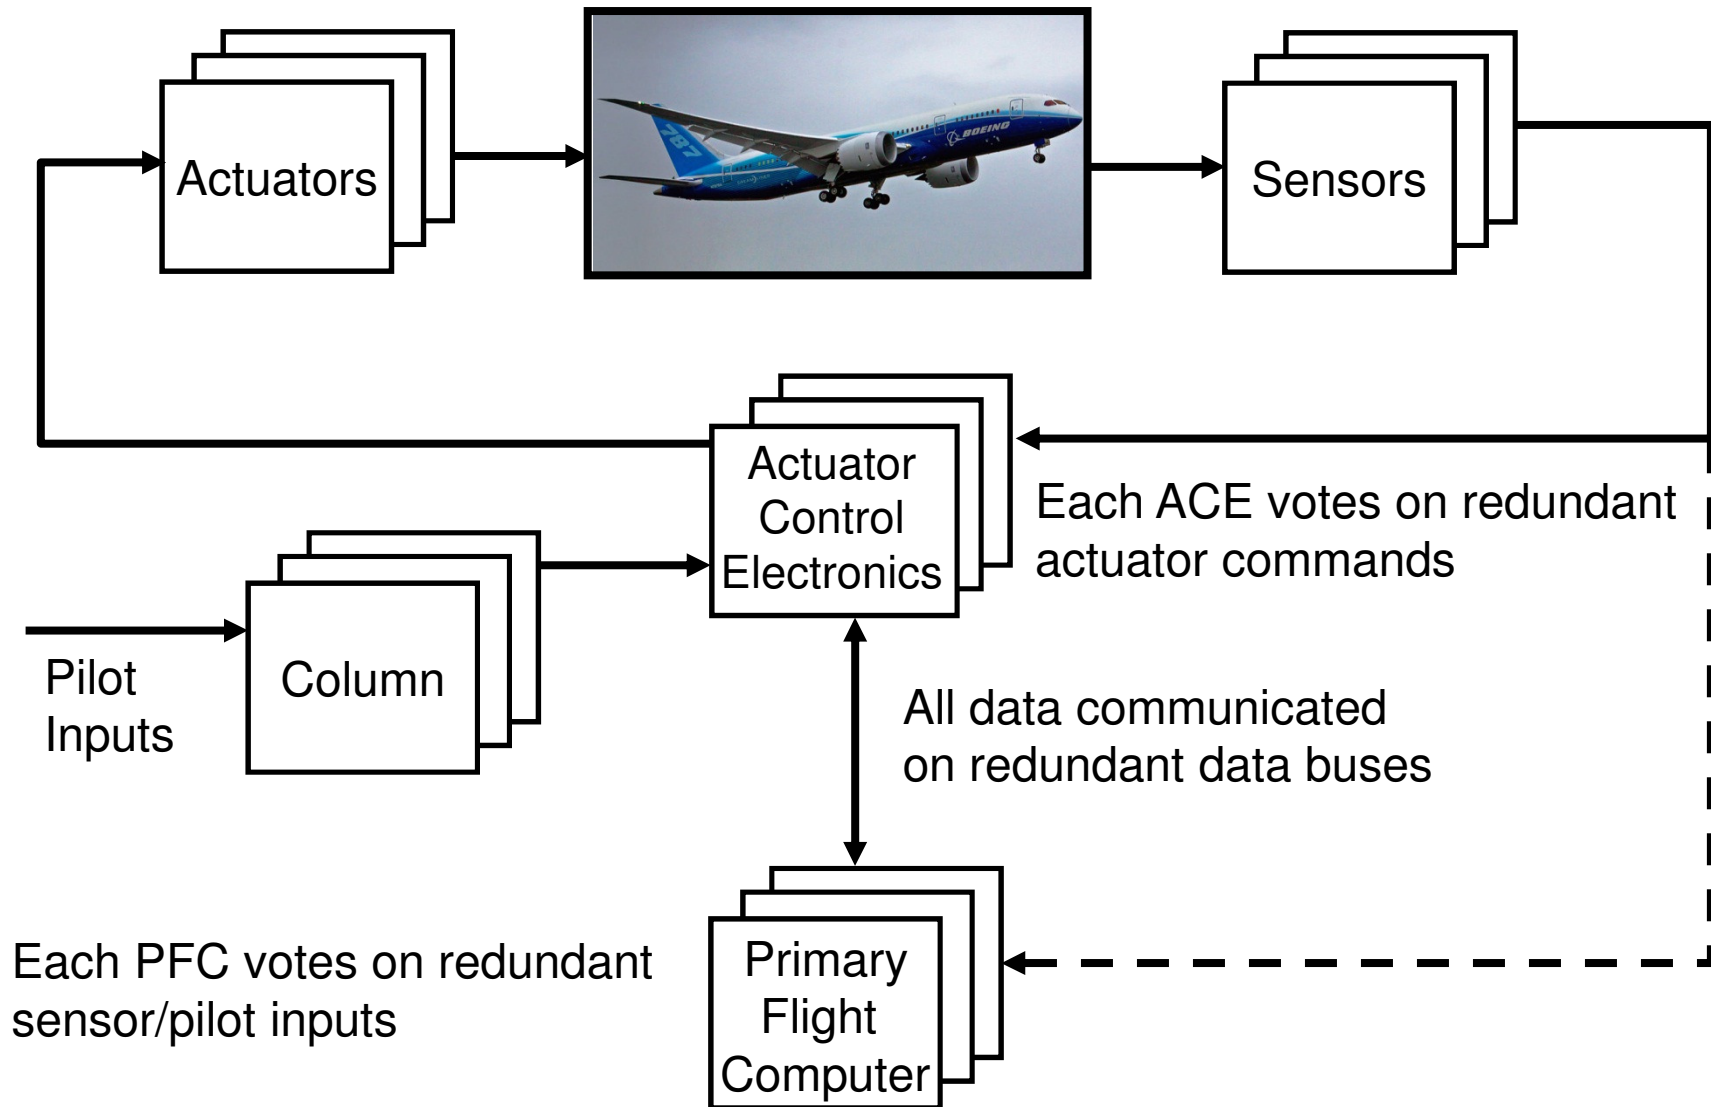 Actuators
787
BOEING
Sensors
Actuator
Control
Electronics
Each ACE votes on redundant
actuator commands
Pilot
Inputs
Column
All data communicated
on redundant data buses
Each PFC votes on redundant
sensor/pilot inputs
Primary
Flight
Computer